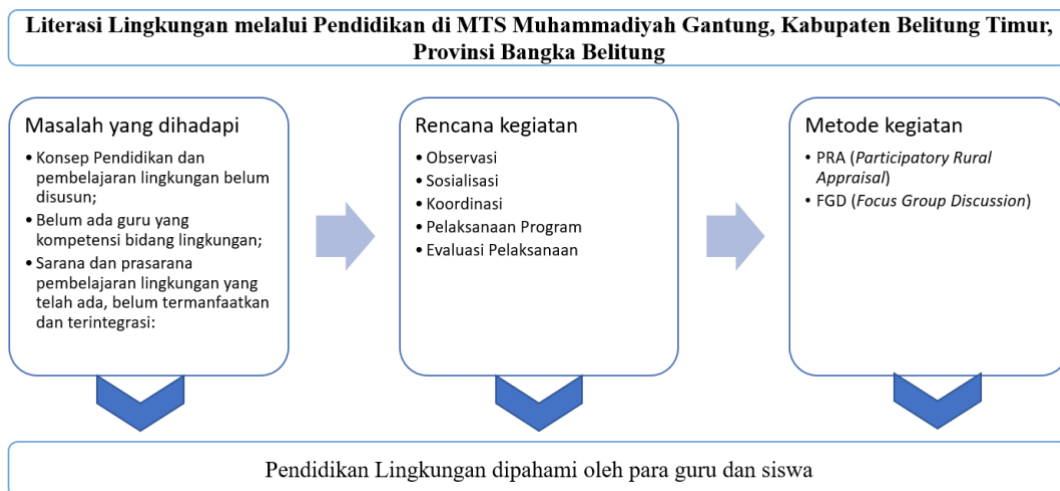 Literasi Lingkungan melalui Pendidikan di MTS Muhammadiyah Gantung, Kabupaten Belitung Timur,
Provinsi Bangka Belitung
Masalah yang dihadapi
• Konsep Pendidikan dan
pembelajaran lingkungan belum
disusun;
• Belum ada guru yang
kompetensi bidang lingkungan;
• Sarana dan prasarana
pembelajaran lingkungan yang
telah ada, belum termanfaatkan
dan terintegrasi:
Rencana kegiatan
• Observasi
• Sosialisasi
• Koordinasi
• Pelaksanaan Program
• Evaluasi Pelaksanaan
Metode kegiatan
• PRA (Participatory Rural
Appraisal)
• FGD (Focus Group Discussion)
Pendidikan Lingkungan dipahami oleh para guru dan siswa